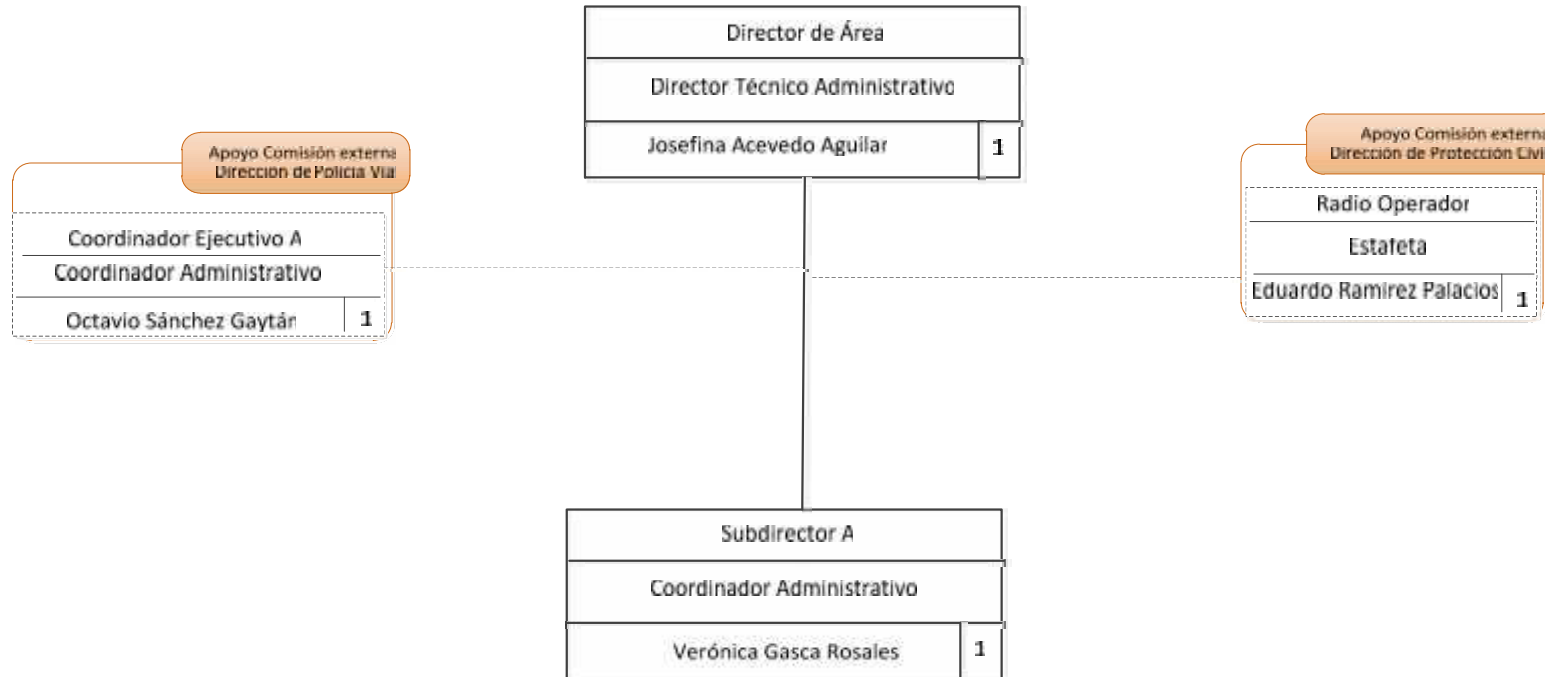 Director de Área
Director Técnico Administrativo
Josefina Acevedo Aguilar 1
Apoyo Comisión externa
Dirección de Policía Vial
Coordinador Ejecutivo A
Coordinador Administrativo
Octavio Sánchez Gaytán 1
Apoyo Comisión externa
Dirección de Protección Civi
Radio Operador
Estafeta
Eduardo Ramirez Palacios 1
Subdirector A
Coordinador Administrativo
Verónica Gasca Rosales 1